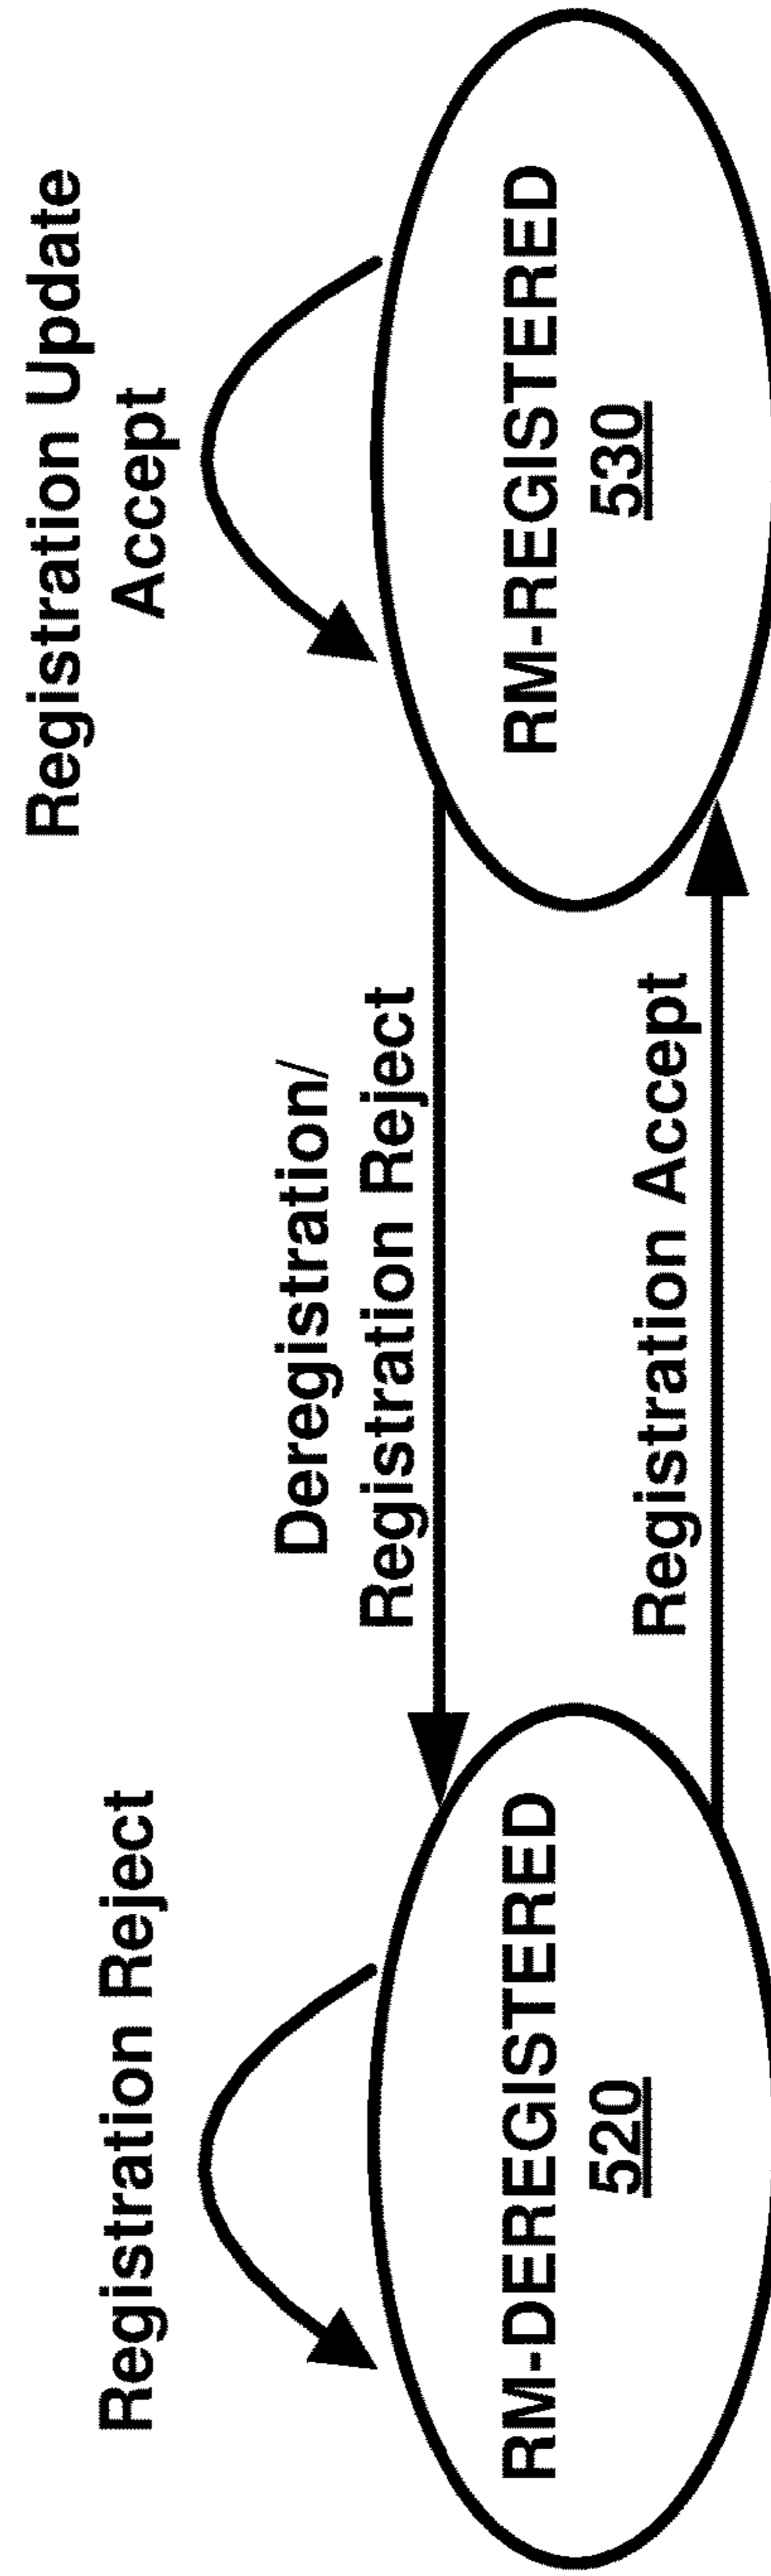 Registration Reject
RM-DEREGISTERED
520
Deregistration/
Registration Reject
Registration Accept
Registration Update
Accept
RM-REGISTERED
530